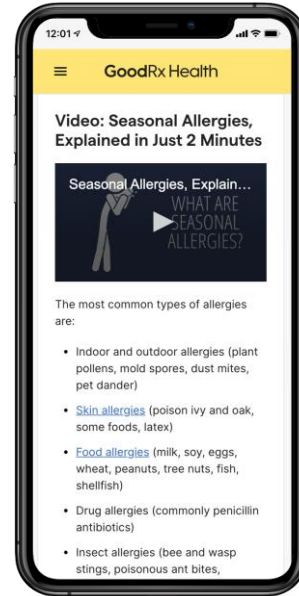 12:01
GoodRx Health
Video: Seasonal Allergies,
Explained in Just 2 Minutes
Seasonal Allergies, Explain...
WHAT ARE
SEASONAL
ALLERGIES?
The most common types of allergies
are:
• Indoor and outdoor allergies (plant
pollens, mold spores, dust mites,
pet dander)
• Skin allergies (poison ivy and oak,
some foods, latex)
• Food allergies (milk, soy, eggs,
wheat, peanuts, tree nuts, fish,
shellfish)
• Drug allergies (commonly penicillin
antibiotics)
• Insect allergies (bee and wasp
stings, poisonous ant bites,